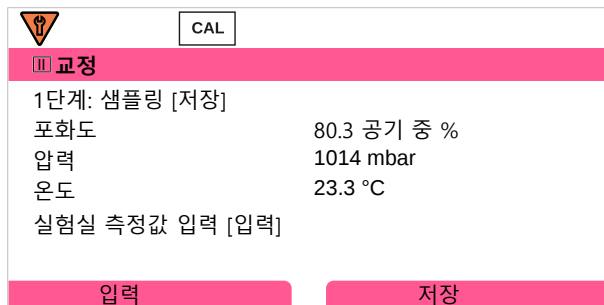 CAL
II 교정
1단계: 샘플링 [저장]
포화도 80.3 공기 중 %
압력 1014 mbar
온도 23.3 °C
실험실 측정값 입력 [입력]
입력 저장